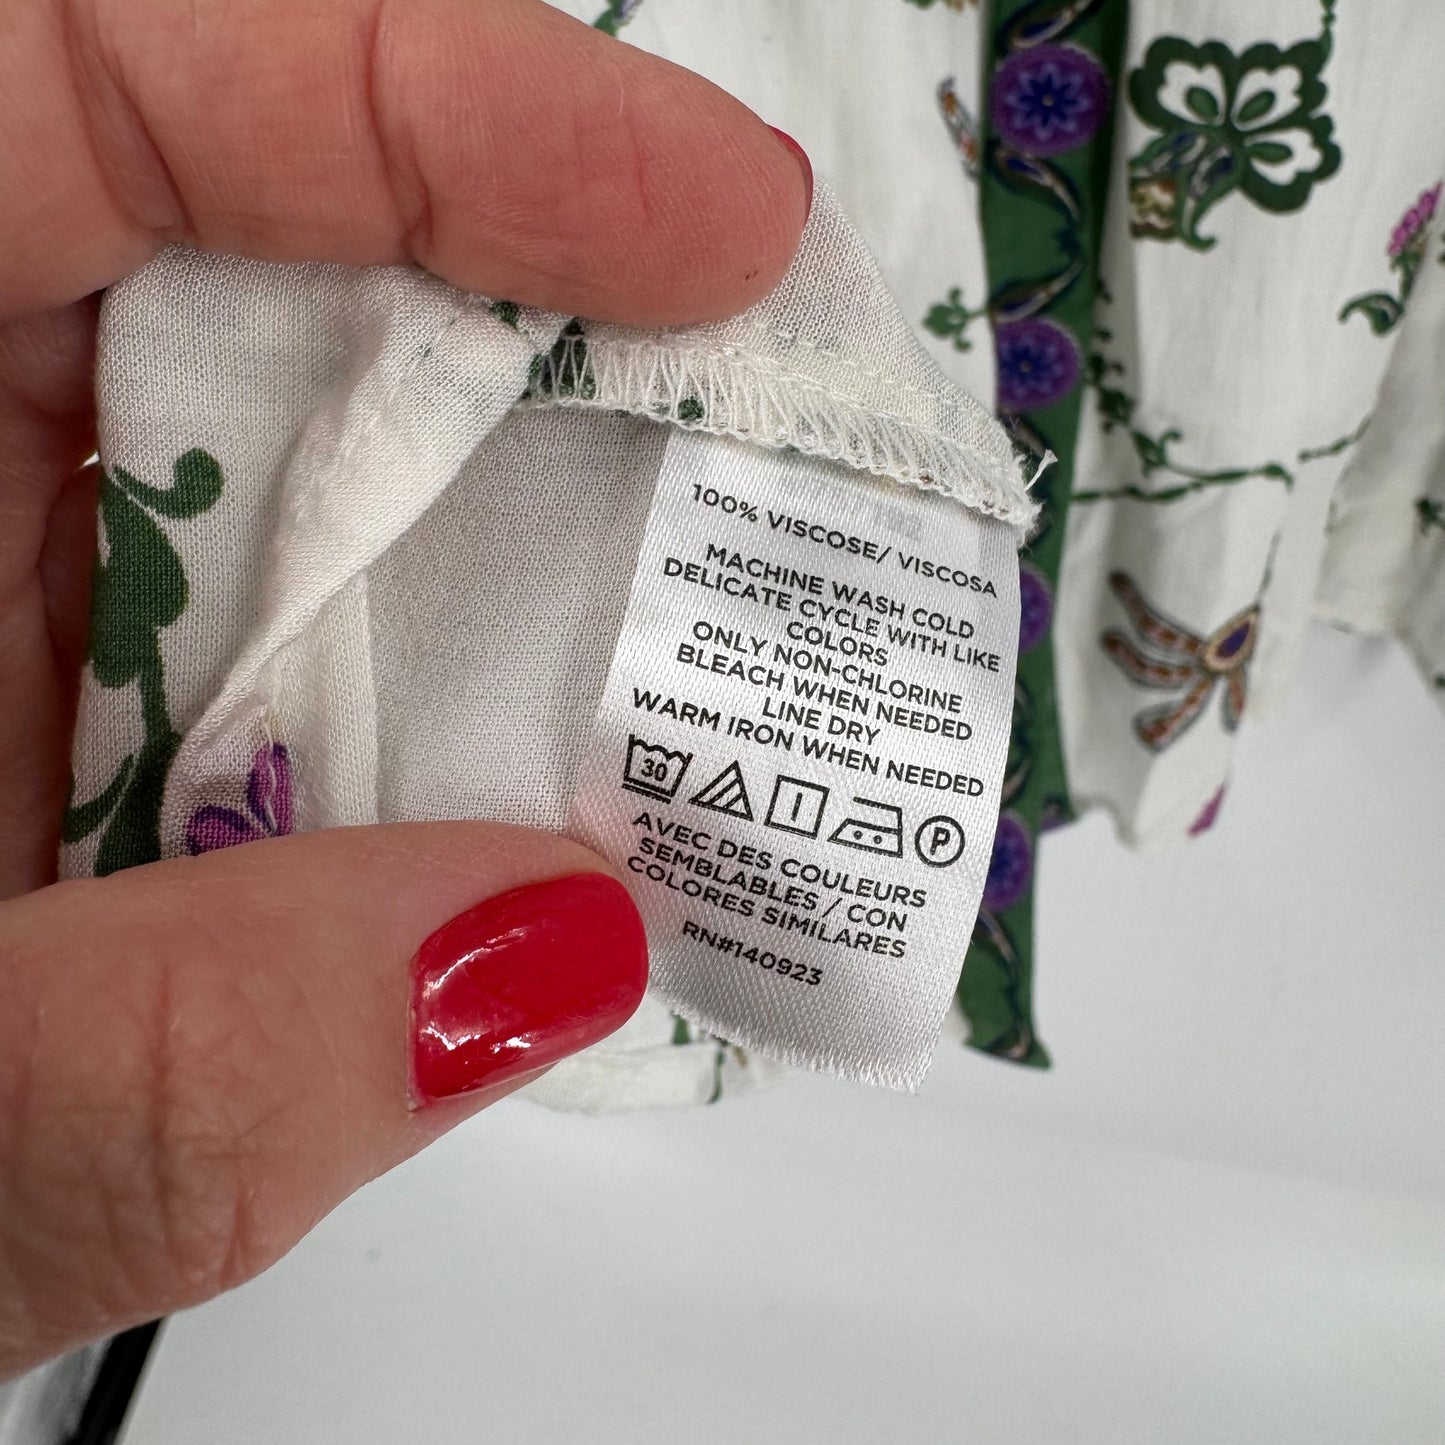 100% VISCOSE/ VISCOSA
MACHINE WASH COLD
DELICATE CYCLE WITH LIKE
COLORS
ONLY NON-CHLORINE
BLEACH WHEN NEEDED
LINE DRY
WARM IRON WHEN NEEDED
30
P
AVEC DES COULEURS
SEMBLABLES / CON
COLORES SIMILARES
RN#140923